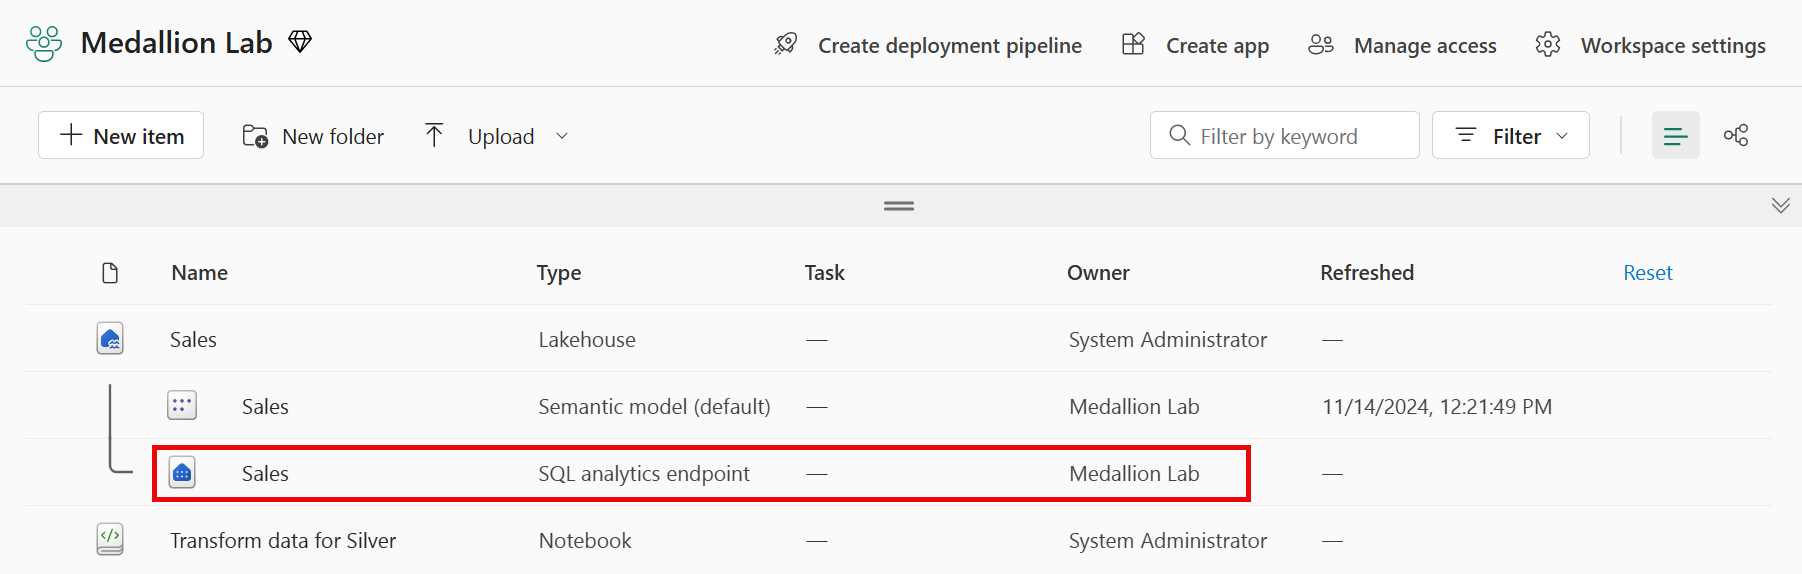 Medallion Lab
Create deployment pipeline Create app Manage access Workspace settings
New item New folder Upload Filter by keyword Filter
Name Type Task Owner Refreshed Reset
Sales Lakehouse — System Administrator —
Sales Semantic model (default) — Medallion Lab 11/14/2024, 12:21:49 PM
Sales SQL analytics endpoint — Medallion Lab —
Transform data for Silver Notebook — System Administrator —